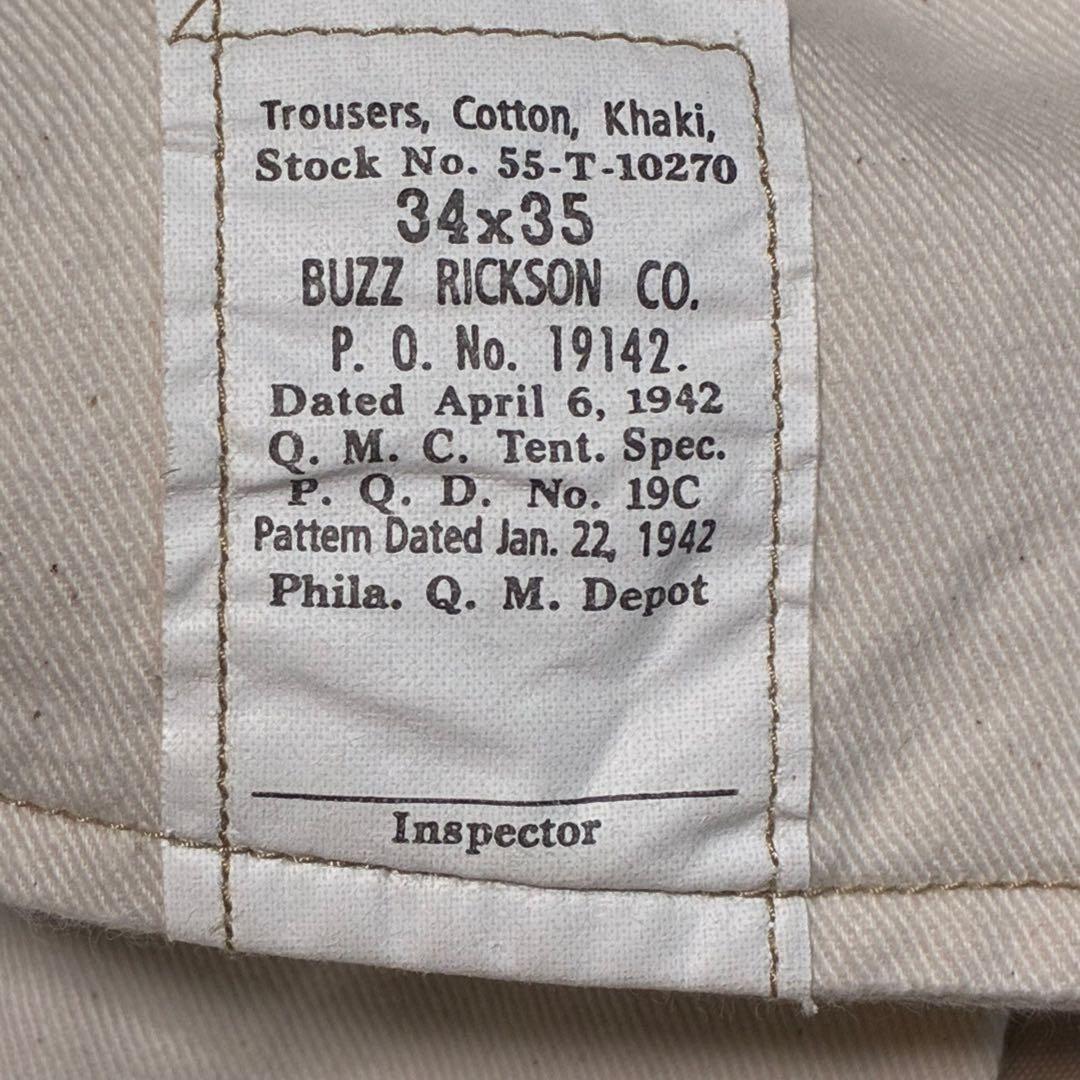 Trousers, Cotton, Khaki,
Stock No. 55-T-10270
34x35
BUZZ RICKSON CO.
P. O. No. 19142.
Dated April 6, 1942
Q. M. C. Tent. Spec.
P. Q. D. No. 19C
Pattern Dated Jan. 22, 1942
Phila. Q. M. Depot
Inspector